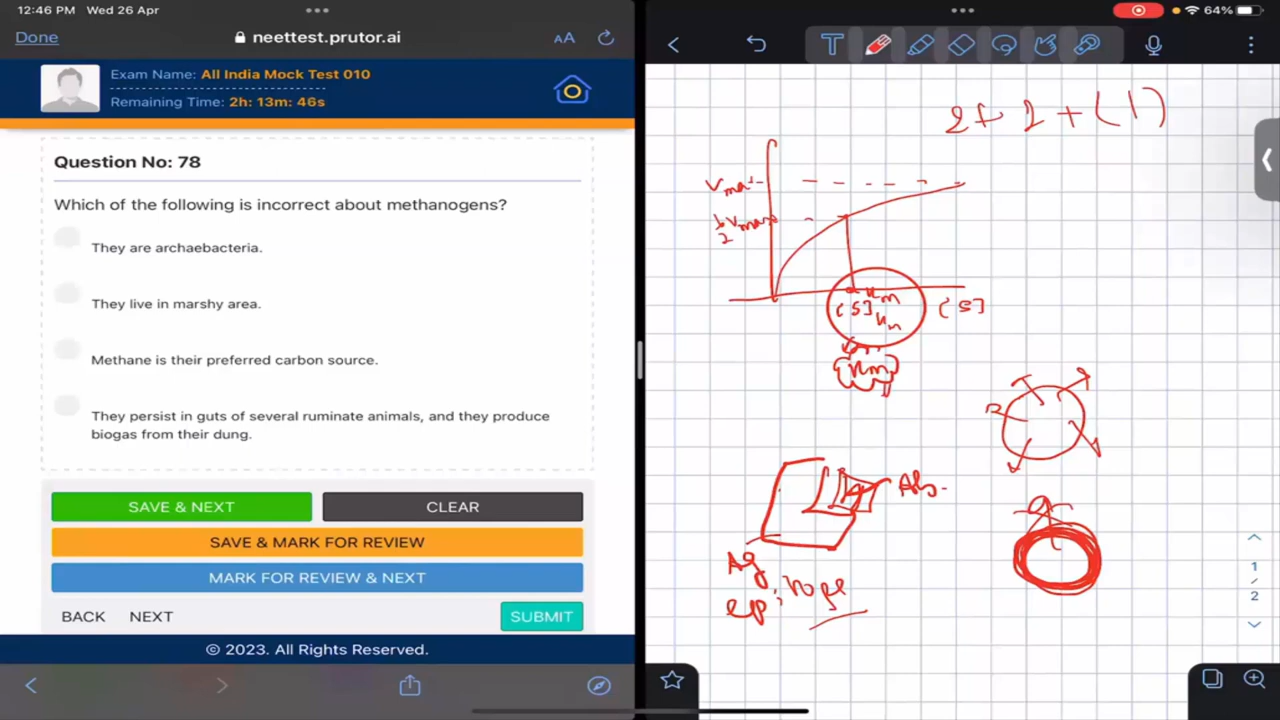 12:46 PM Wed 26 Apr
64%
Done
neettest.prutor.ai
AA
Exam Name: All India Mock Test 010
Remaining Time: 2h: 13m: 46s
Question No: 78
Which of the following is incorrect about methanogens?
They are archaebacteria.
They live in marshy area.
Methane is their preferred carbon source.
They persist in guts of several ruminate animals, and they produce
biogas from their dung.
SAVE & NEXT
CLEAR
SAVE & MARK FOR REVIEW
MARK FOR REVIEW & NEXT
BACK
NEXT
SUBMIT
© 2023. All Rights Reserved.
T
2+2+(1)
Vmax
1/2 Vmax
Km
[S]
[S]
Km
Ab.
Ag
ep:
1
/
2